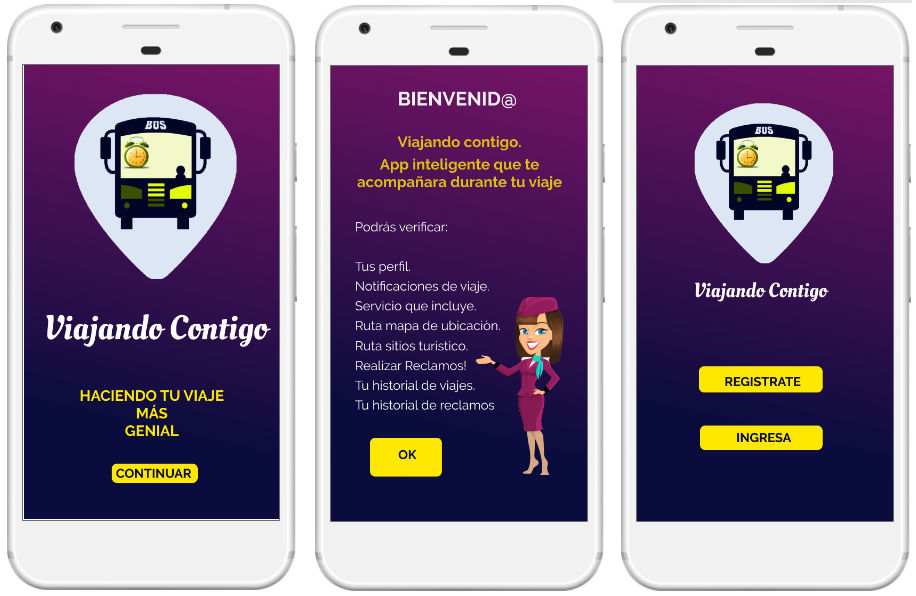 BUS
Viajando Contigo
HACIENDO TU VIAJE
MÁS
GENIAL
CONTINUAR
BIENVENID@
Viajando contigo.
App inteligente que te
acompañara durante tu viaje
Podrás verificar:
Tus perfil.
Notificaciones de viaje.
Servicio que incluye.
Ruta mapa de ubicaciòn.
Ruta sitios turistico.
Realizar Reclamos!
Tu historial de viajes.
Tu historial de reclamos
OK
BUS
Viajando Contigo
REGISTRATE
INGRESA